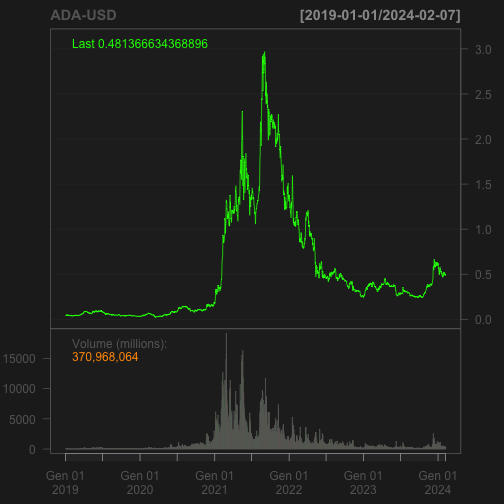 ADA-USD [2019-01-01/2024-02-07]
Last 0.481366634368896
3.0
2.5
2.0
1.5
1.0
0.5
0.0
Volume (millions):
370,968,064
15000
10000
5000
0
Gen 01 Gen 01 Gen 01 Gen 01 Gen 01 Gen 01
2019 2020 2021 2022 2023 2024